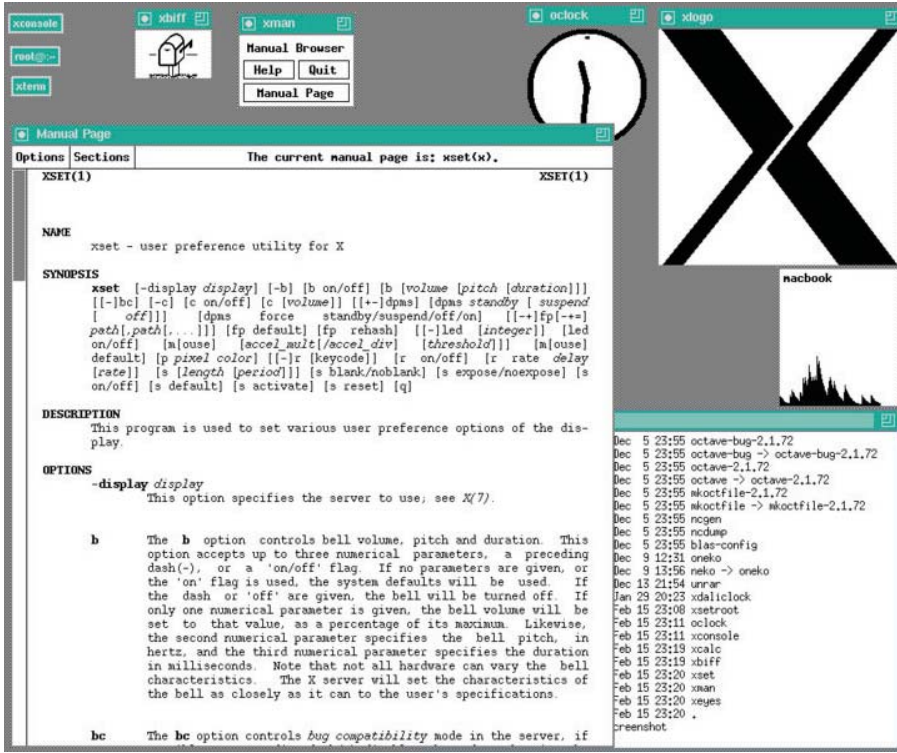 xconsole
root@:~
xterm
xbiff
xman
Manual Browser
Help Quit
Manual Page
oclock
xlogo
Manual Page
Options Sections The current manual page is: xset(x).
XSET(1) XSET(1)
NAME
xset - user preference utility for X
SYNOPSIS
xset [-display display] [-b] [b on/off] [b [volume [pitch [duration]]]
[[-]bc] [-c] [c on/off] [c [volume]] [[+-]dpms] [dpms standby [ suspend
[ off]]] [dpms force standby/suspend/off/on] [[-+]fp[-+=]
path[,path[,...]]] [fp default] [fp rehash] [[-]led [integer]] [led
on/off] [m[ouse] [accel_mult[/accel_div] [threshold]]] [m[ouse]
default] [p pixel color] [[-]r [keycode]] [r on/off] [r rate delay
[rate]] [s [length [period]]] [s blank/noblank] [s expose/noexpose] [s
on/off] [s default] [s activate] [s reset] [q]
DESCRIPTION
This program is used to set various user preference options of the dis-
play.
OPTIONS
-display display
This option specifies the server to use; see X(7).
b The b option controls bell volume, pitch and duration. This
option accepts up to three numerical parameters, a preceding
dash(-), or a 'on/off' flag. If no parameters are given, or
the 'on' flag is used, the system defaults will be used. If
the dash or 'off' are given, the bell will be turned off. If
only one numerical parameter is given, the bell volume will be
set to that value, as a percentage of its maximum. Likewise,
the second numerical parameter specifies the bell pitch, in
hertz, and the third numerical parameter specifies the duration
in milliseconds. Note that not all hardware can vary the bell
characteristics. The X server will set the characteristics of
the bell as closely as it can to the user's specifications.
bc The bc option controls bug compatibility mode in the server, if
macbook
Dec 5 23:55 octave-bug-2.1.72
Dec 5 23:55 octave-bug -> octave-bug-2.1.72
Dec 5 23:55 octave-2.1.72
Dec 5 23:55 octave -> octave-2.1.72
Dec 5 23:55 mkoctfile-2.1.72
Dec 5 23:55 mkoctfile -> mkoctfile-2.1.72
Dec 5 23:55 ncgen
Dec 5 23:55 ncdump
Dec 5 23:55 blas-config
Dec 9 12:31 oneko
Dec 9 13:56 neko -> oneko
Dec 13 21:54 unrar
Jan 29 20:23 xdaliclock
Feb 15 23:08 xsetroot
Feb 15 23:11 oclock
Feb 15 23:11 xconsole
Feb 15 23:19 xcalc
Feb 15 23:19 xbiff
Feb 15 23:20 xset
Feb 15 23:20 xman
Feb 15 23:20 xeyes
Feb 15 23:20 .
creenshot